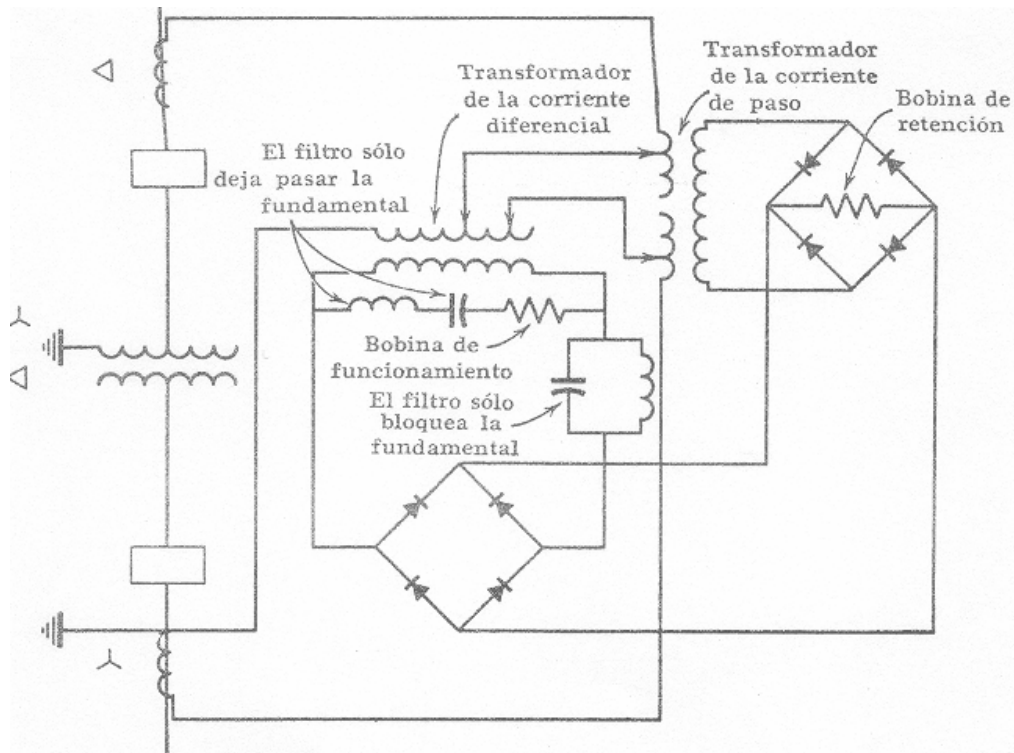 Transformador
de la corriente
de paso
Bobina de
retención
Transformador
de la corriente
diferencial
El filtro sólo
deja pasar la
fundamental
Bobina de
funcionamiento
El filtro sólo
bloquea la
fundamental